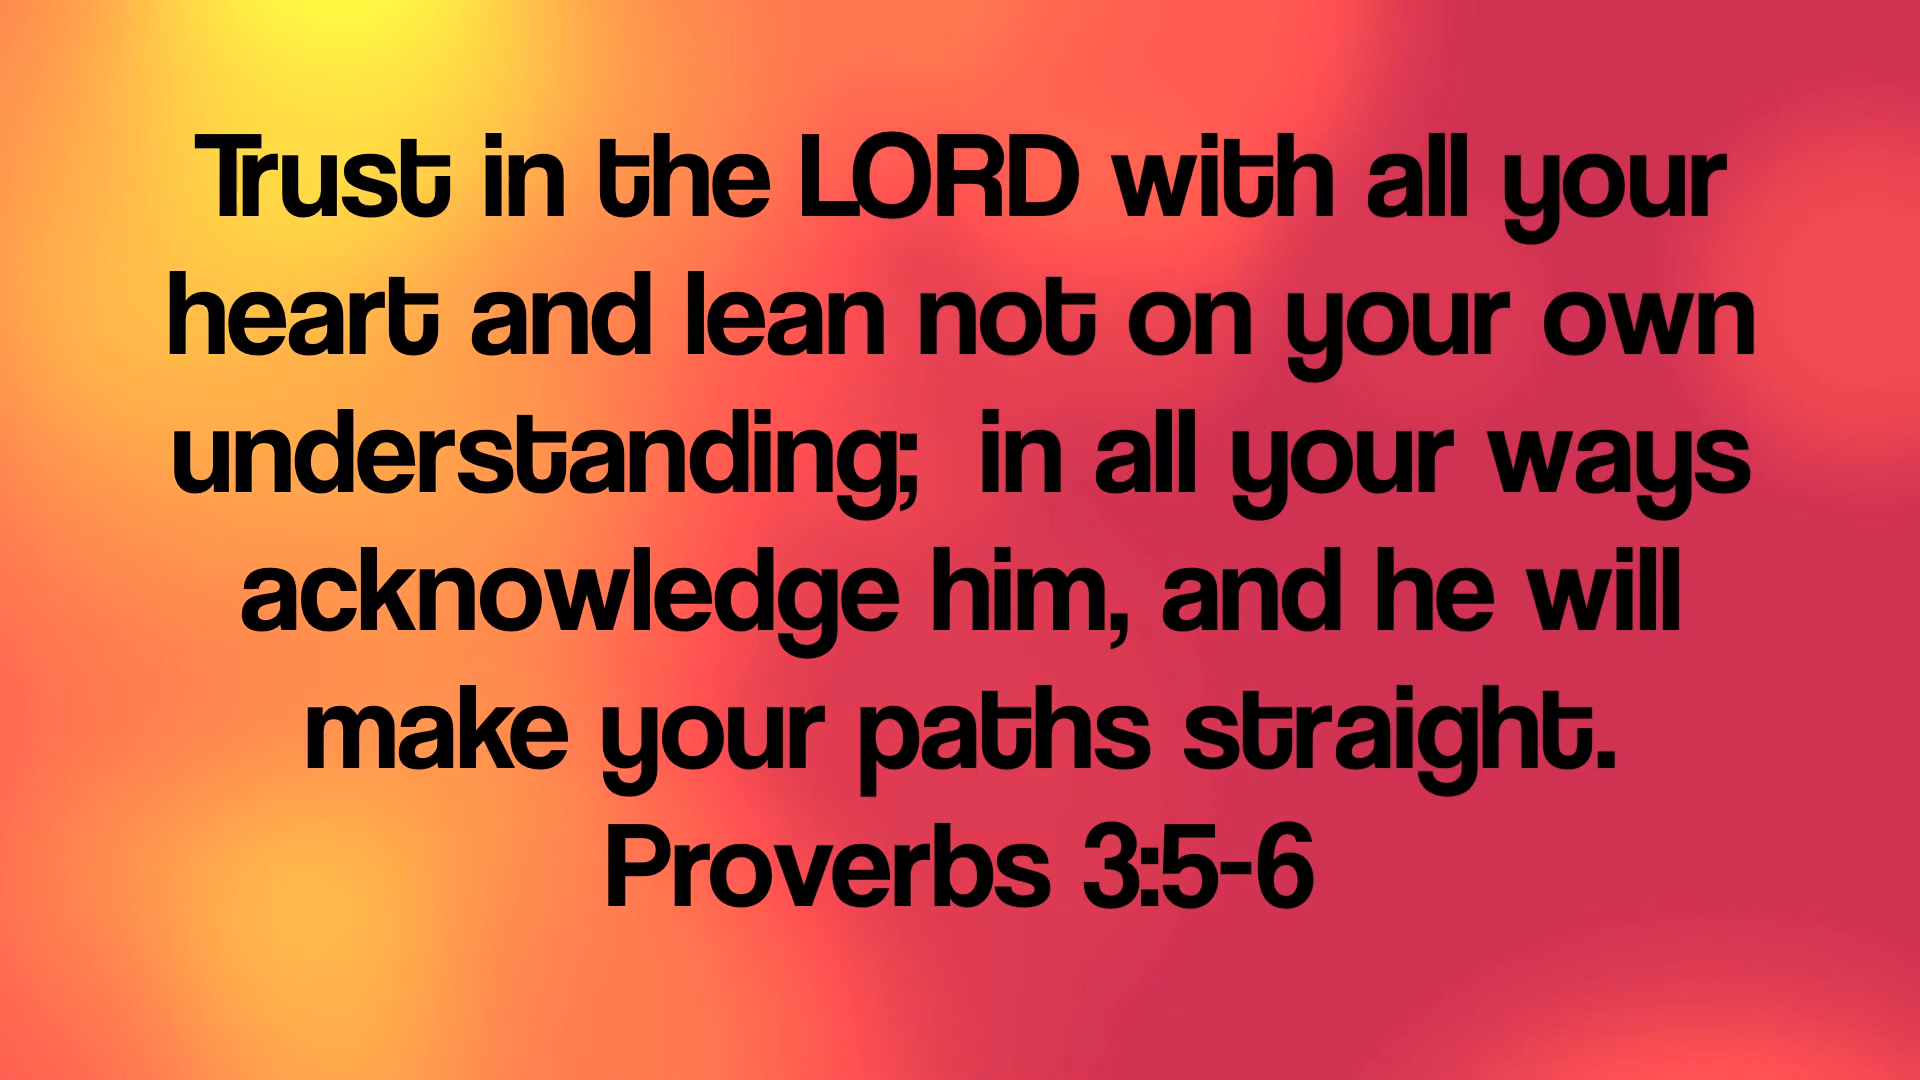 Trust in the LORD with all your
heart and lean not on your own
understanding;  in all your ways
acknowledge him, and he will
make your paths straight.
Proverbs 3:5-6